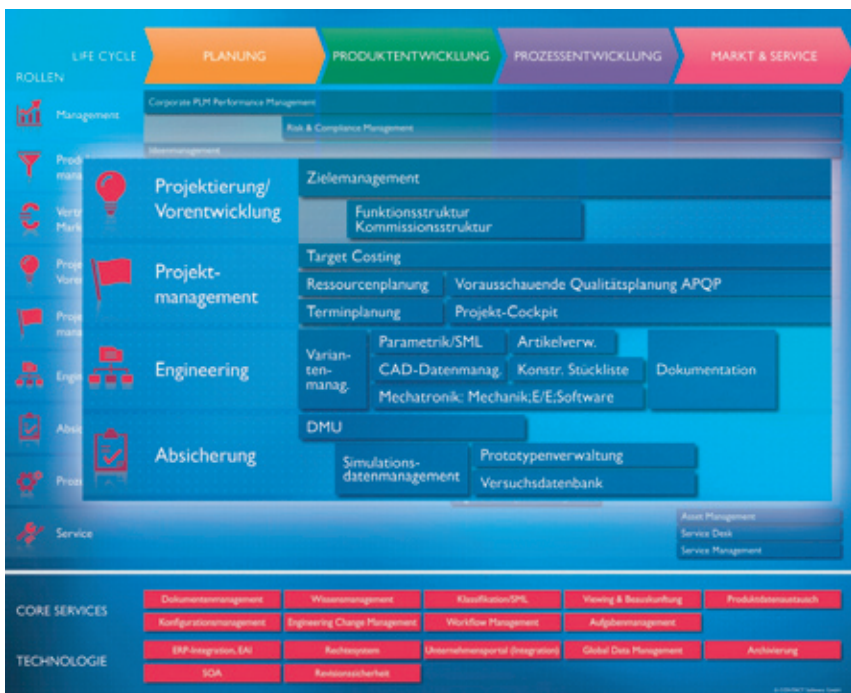 LIFE CYCLE
PLANUNG
PRODUKTENTWICKLUNG
PROZESSENTWICKLUNG
MARKT & SERVICE
ROLLEN
Management
Corporate PLM Performance Management
Risk & Compliance Management
Ideenmanagement
Projektierung/
Vorentwicklung
Zielemanagement
Funktionsstruktur
Kommissionsstruktur
Projekt-
management
Target Costing
Ressourcenplanung
Vorausschauende Qualitätsplanung APQP
Terminplanung
Projekt-Cockpit
Engineering
Varian-
ten-
manag.
Parametrik/SML
Artikelverw.
CAD-Datenmanag.
Konstr. Stückliste
Mechatronik: Mechanik;E/E;Software
Dokumentation
Absicherung
DMU
Simulations-
datenmanagement
Prototypenverwaltung
Versuchsdatenbank
Service
Asset Management
Service Desk
Service Management
CORE SERVICES
Dokumentenmanagement
Wissensmanagement
Klassifikation/SML
Viewing & Beauskunftung
Produktdatenaustausch
Konfigurationsmanagement
Engineering Change Management
Workflow Management
Aufgabenmanagement
TECHNOLOGIE
ERP-Integration, EAI
Rechtesystem
Unternehmensportal (Integration)
Global Data Management
Archivierung
SOA
Revisionssicherheit